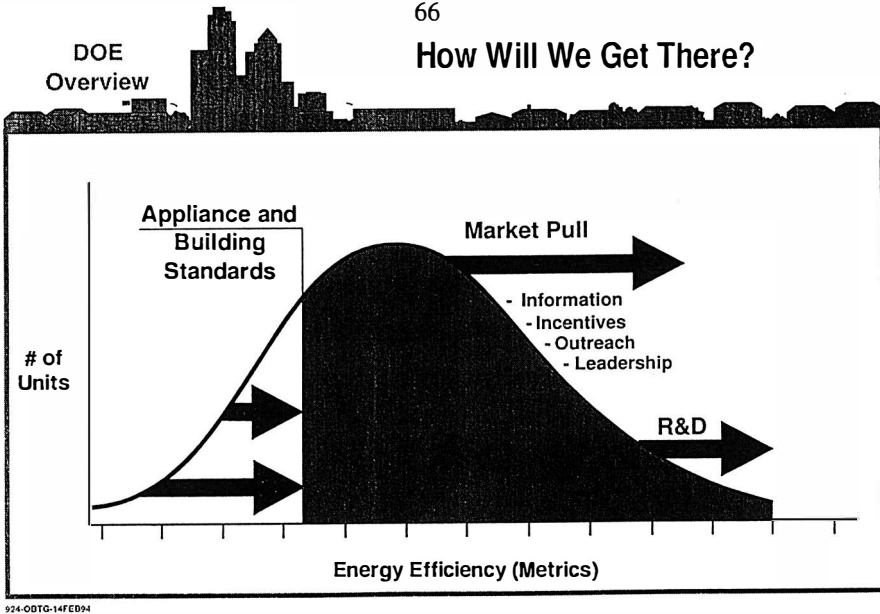 66
DOE
Overview
How Will We Get There?
Appliance and
Building
Standards
Market Pull
- Information
- Incentives
- Outreach
- Leadership
# of
Units
R&D
Energy Efficiency (Metrics)
924-OBTG-14FEB94